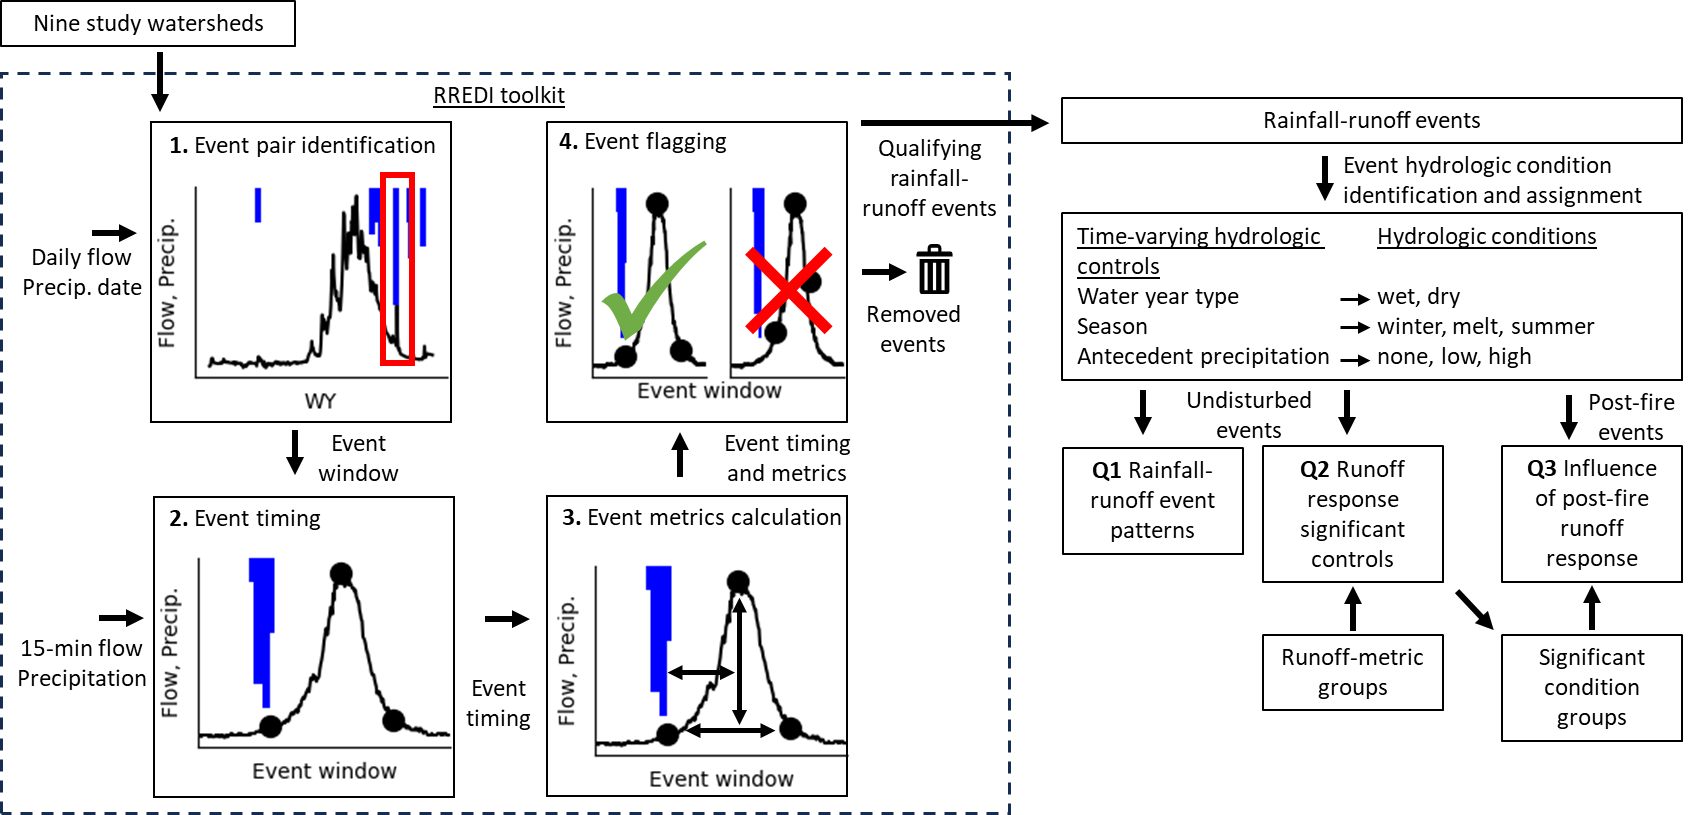 Nine study watersheds
RREDI toolkit
1. Event pair identification
Flow, Precip.
WY
Daily flow
Precip. date
Event
window
2. Event timing
Flow, Precip.
Event window
15-min flow
Precipitation
Event
timing
3. Event metrics calculation
Flow, Precip.
Event window
Event timing
and metrics
4. Event flagging
Flow, Precip.
Event window
Qualifying
rainfall-
runoff events
Removed
events
Rainfall-runoff events
Event hydrologic condition
identification and assignment
Time-varying hydrologic
controls
Hydrologic conditions
Water year type
wet, dry
Season
winter, melt, summer
Antecedent precipitation
none, low, high
Undisturbed
events
Post-fire
events
Q1 Rainfall-
runoff event
patterns
Q2 Runoff
response
significant
controls
Q3 Influence
of post-fire
runoff
response
Runoff-metric
groups
Significant
condition
groups